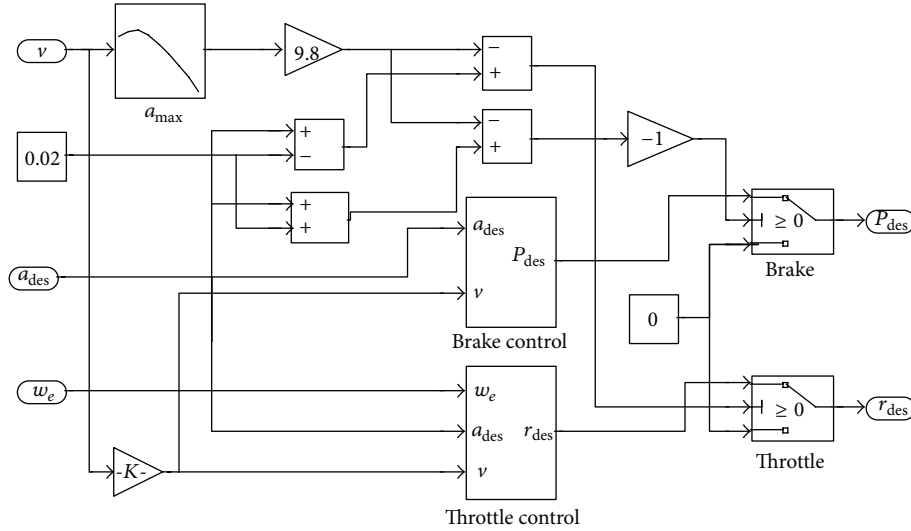 v
a_max
9.8
−
+
−
+
−1
0.02
+
−
+
+
a_des
P_des
v
Brake control
≥ 0
Brake
P_des
a_des
0
w_e
w_e
a_des
r_des
v
Throttle control
≥ 0
Throttle
r_des
-K-